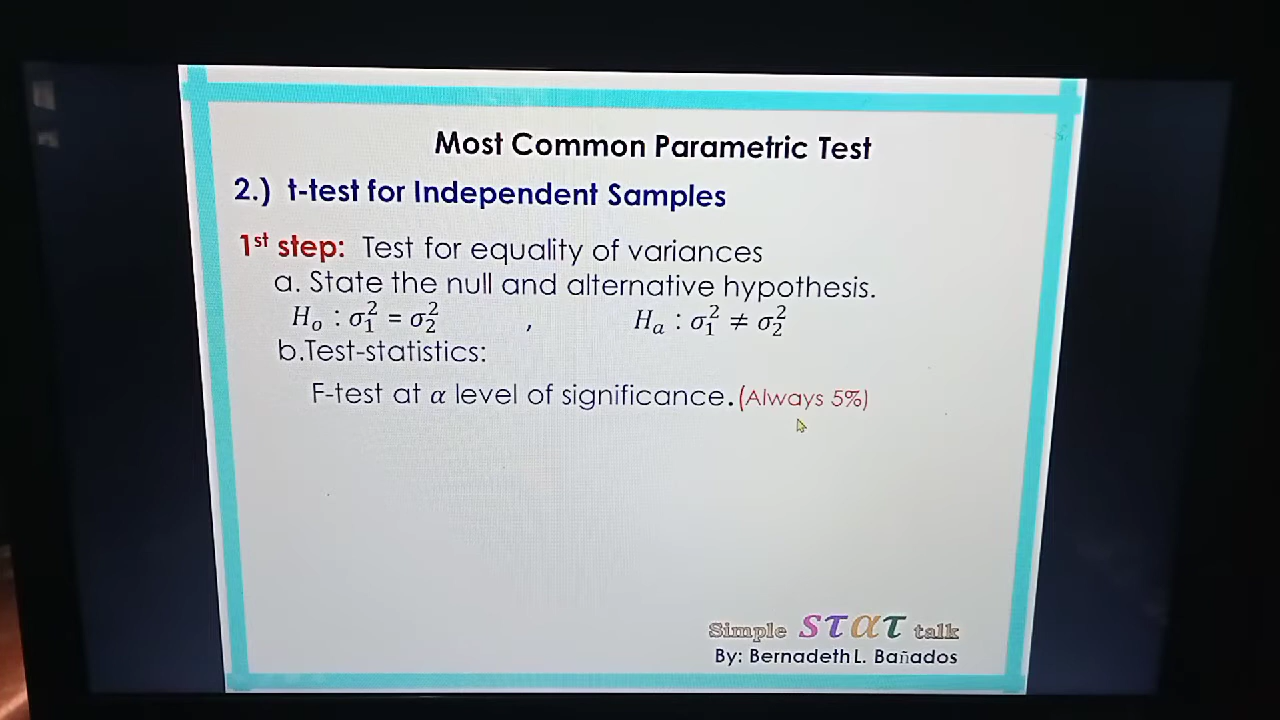 Most Common Parametric Test
2.) t-test for Independent Samples
1st step: Test for equality of variances
a. State the null and alternative hypothesis.
Hₒ : σ₁² = σ₂² , Hₐ : σ₁² ≠ σ₂²
b.Test-statistics:
F-test at α level of significance.(Always 5%)
Simple sτατ talk
By: Bernadeth L. Bañados